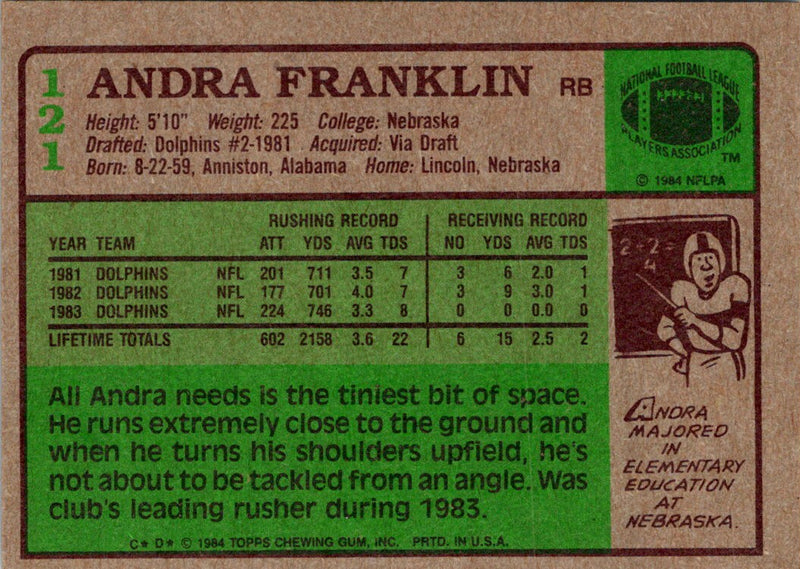 121
ANDRA FRANKLIN RB
Height: 5'10" Weight: 225 College: Nebraska
Drafted: Dolphins #2-1981 Acquired: Via Draft
Born: 8-22-59, Anniston, Alabama Home: Lincoln, Nebraska
NATIONAL FOOTBALL LEAGUE
PLAYERS ASSOCIATION
™
© 1984 NFLPA
RUSHING RECORD RECEIVING RECORD
YEAR TEAM ATT YDS AVG TDS NO YDS AVG TDS
1981 DOLPHINS NFL 201 711 3.5 7 3 6 2.0 1
1982 DOLPHINS NFL 177 701 4.0 7 3 9 3.0 1
1983 DOLPHINS NFL 224 746 3.3 8 0 0 0.0 0
LIFETIME TOTALS 602 2158 3.6 22 6 15 2.5 2
2+2=
4
ANDRA
MAJORED
IN
ELEMENTARY
EDUCATION
AT
NEBRASKA.
All Andra needs is the tiniest bit of space.
He runs extremely close to the ground and
when he turns his shoulders upfield, he's
not about to be tackled from an angle. Was
club's leading rusher during 1983.
C* D* © 1984 TOPPS CHEWING GUM, INC. PRTD. IN U.S.A.